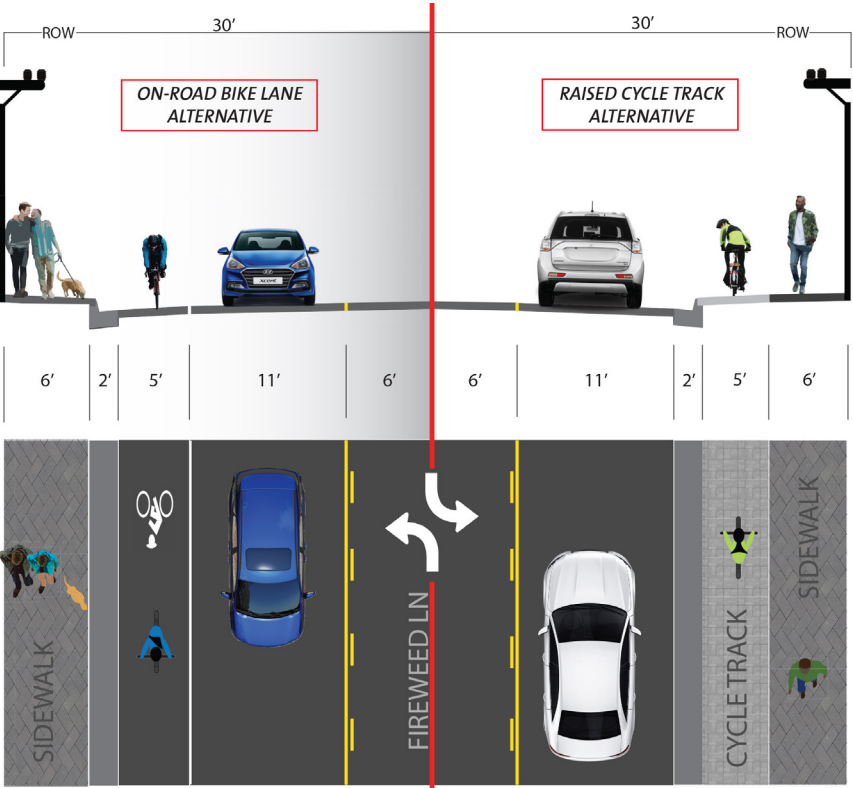 ROW
30’
30’
ROW
ON-ROAD BIKE LANE
ALTERNATIVE
RAISED CYCLE TRACK
ALTERNATIVE
6’
2’
5’
11’
6’
6’
11’
2’
5’
6’
SIDEWALK
FIREWEED LN
CYCLE TRACK
SIDEWALK